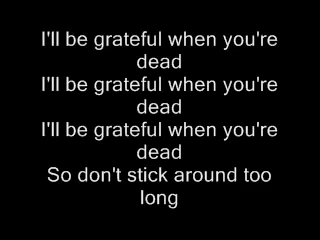 I'll be grateful when you're
dead
I'll be grateful when you're
dead
I'll be grateful when you're
dead
So don't stick around too
long